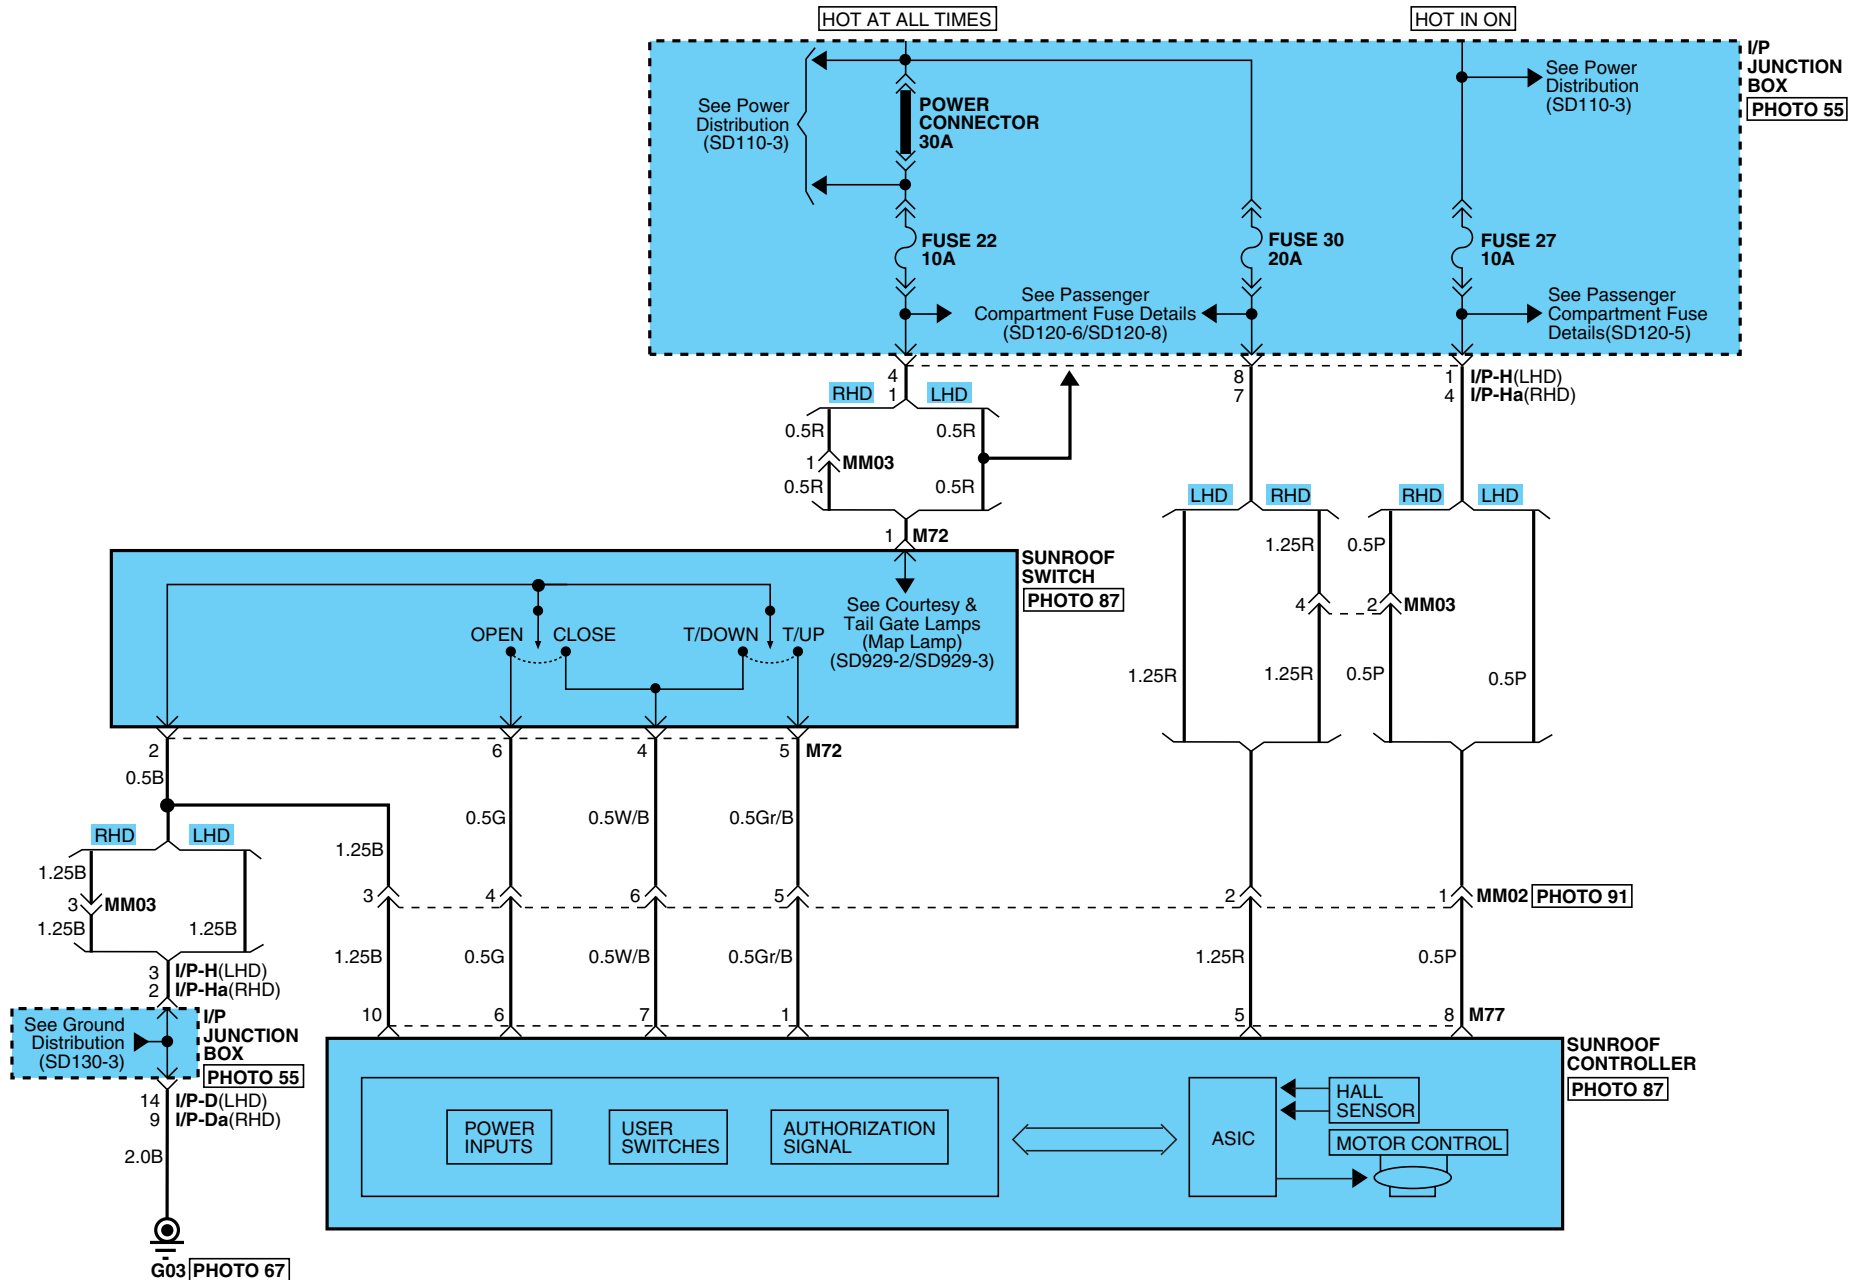 HOT AT ALL TIMES
HOT IN ON
I/P
JUNCTION
BOX
PHOTO 55
See Power
Distribution
(SD110-3)
POWER
CONNECTOR
30A
See Power
Distribution
(SD110-3)
FUSE 22
10A
FUSE 30
20A
FUSE 27
10A
See Passenger
Compartment Fuse Details
(SD120-6/SD120-8)
See Passenger
Compartment Fuse
Details(SD120-5)
4
8
1 I/P-H(LHD)
1
7
4 I/P-Ha(RHD)
RHD
LHD
0.5R
0.5R
1 MM03
0.5R
0.5R
1 M72
LHD
RHD
RHD
LHD
1.25R
0.5P
4
2 MM03
1.25R
1.25R
0.5P
0.5P
SUNROOF
SWITCH
PHOTO 87
See Courtesy &
Tail Gate Lamps
(Map Lamp)
(SD929-2/SD929-3)
OPEN
CLOSE
T/DOWN
T/UP
2
6
4
5 M72
0.5B
0.5G
0.5W/B
0.5Gr/B
RHD
LHD
1.25B
1.25B
3 MM03
1.25B
1.25B
3
4
6
5
2
1 MM02 PHOTO 91
1.25B
0.5G
0.5W/B
0.5Gr/B
1.25R
0.5P
3 I/P-H(LHD)
2 I/P-Ha(RHD)
10
6
7
1
5
8 M77
See Ground
Distribution
(SD130-3)
I/P
JUNCTION
BOX
PHOTO 55
14 I/P-D(LHD)
9 I/P-Da(RHD)
2.0B
G03 PHOTO 67
SUNROOF
CONTROLLER
PHOTO 87
POWER
INPUTS
USER
SWITCHES
AUTHORIZATION
SIGNAL
ASIC
HALL
SENSOR
MOTOR CONTROL